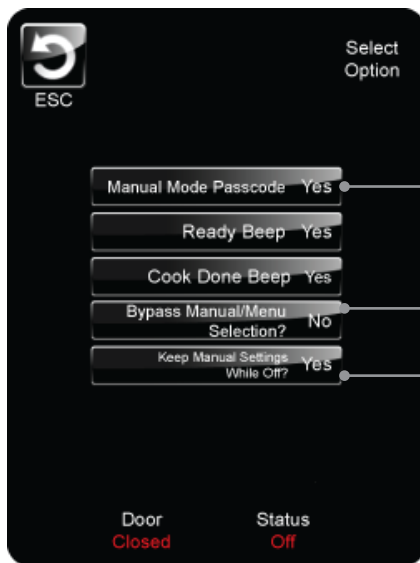 Select
Option
ESC
Manual Mode Passcode Yes
Ready Beep Yes
Cook Done Beep Yes
Bypass Manual/Menu
Selection? No
Keep Manual Settings
While Off? Yes
Door Status
Closed Off